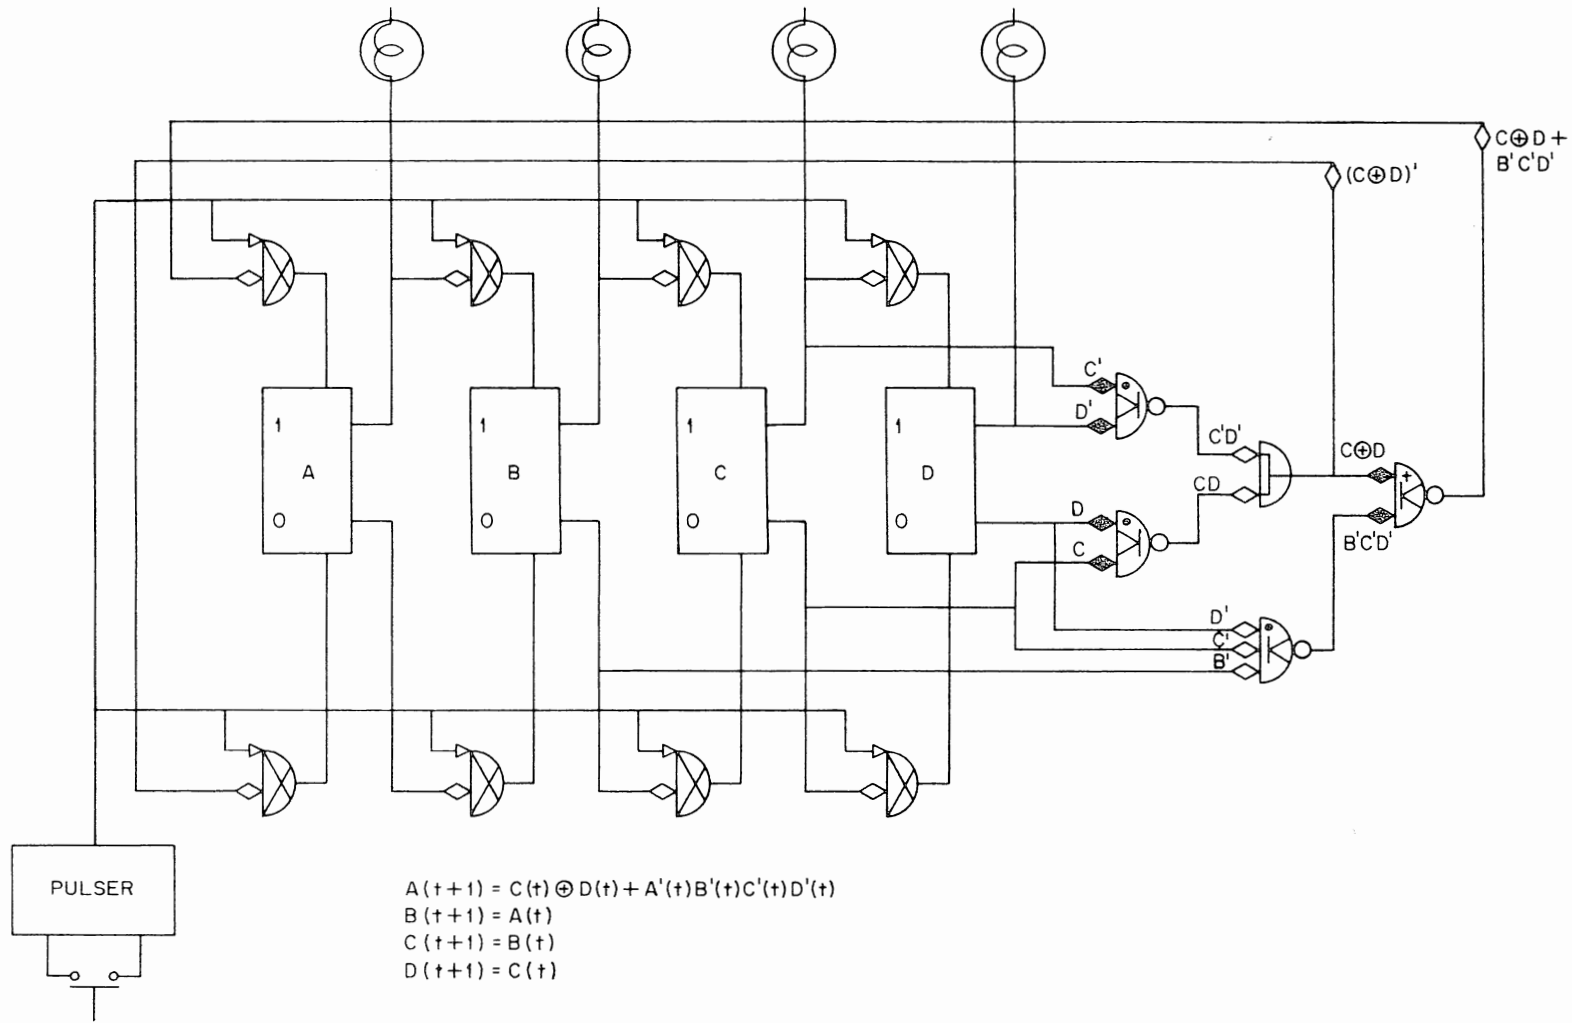 C⊕D +
B'C'D'
(C⊕D)'
C'
1
1
1
1
D'
C'D'
C⊕D
+
A
B
C
D
CD
0
0
0
0
D
C
B'C'D'
D'
C'
B'
PULSER
A(t+1) = C(t) ⊕ D(t) + A'(t)B'(t)C'(t)D'(t)
B(t+1) = A(t)
C(t+1) = B(t)
D(t+1) = C(t)